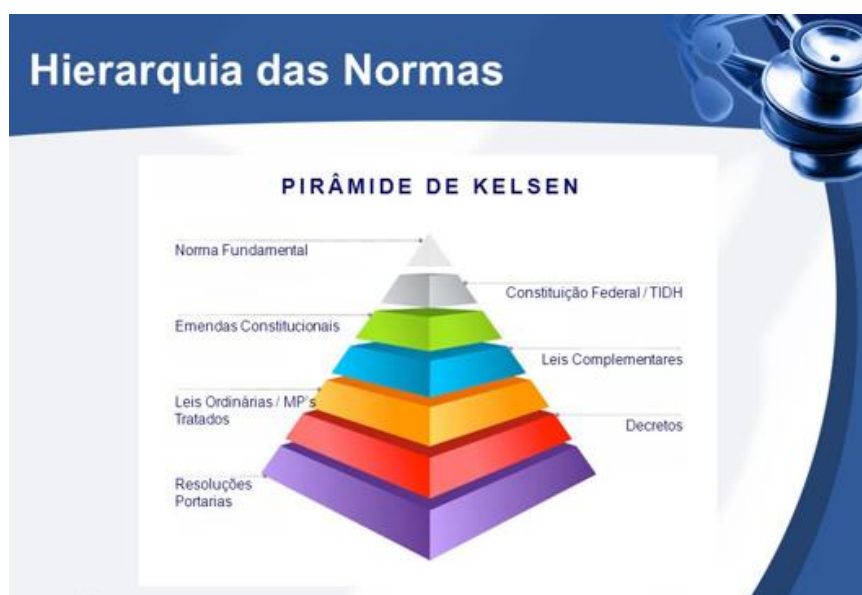 Hierarquia das Normas
PIRÂMIDE DE KELSEN
Norma Fundamental
Constituição Federal / TIDH
Emendas Constitucionais
Leis Complementares
Leis Ordinárias / MP´s
Tratados
Decretos
Resoluções
Portarias